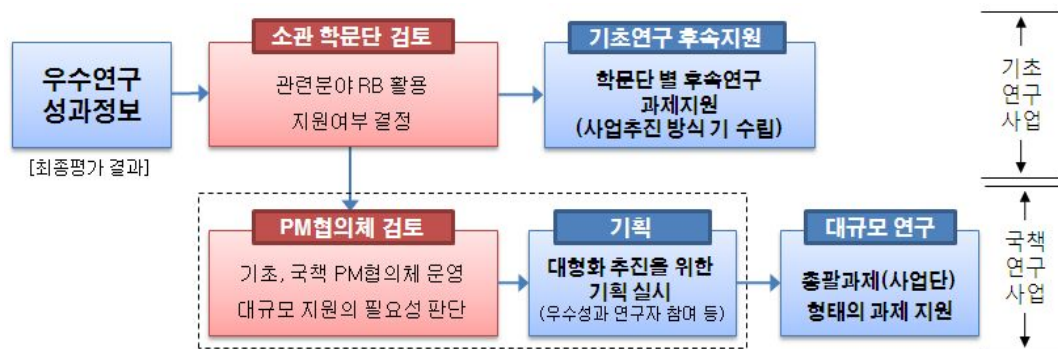 우수연구
성과정보
[최종평가 결과]
소관 학문단 검토
관련분야 RB 활용
지원여부 결정
기초연구 후속지원
학문단 별 후속연구
과제지원
(사업추진 방식 기 수립)
기초
연구
사업
PM협의체 검토
기초, 국책 PM협의체 운영
대규모 지원의 필요성 판단
기획
대형화 추진을 위한
기획 실시
(우수성과 연구자 참여 등)
대규모 연구
총괄과제(사업단)
형태의 과제 지원
국책
연구
사업